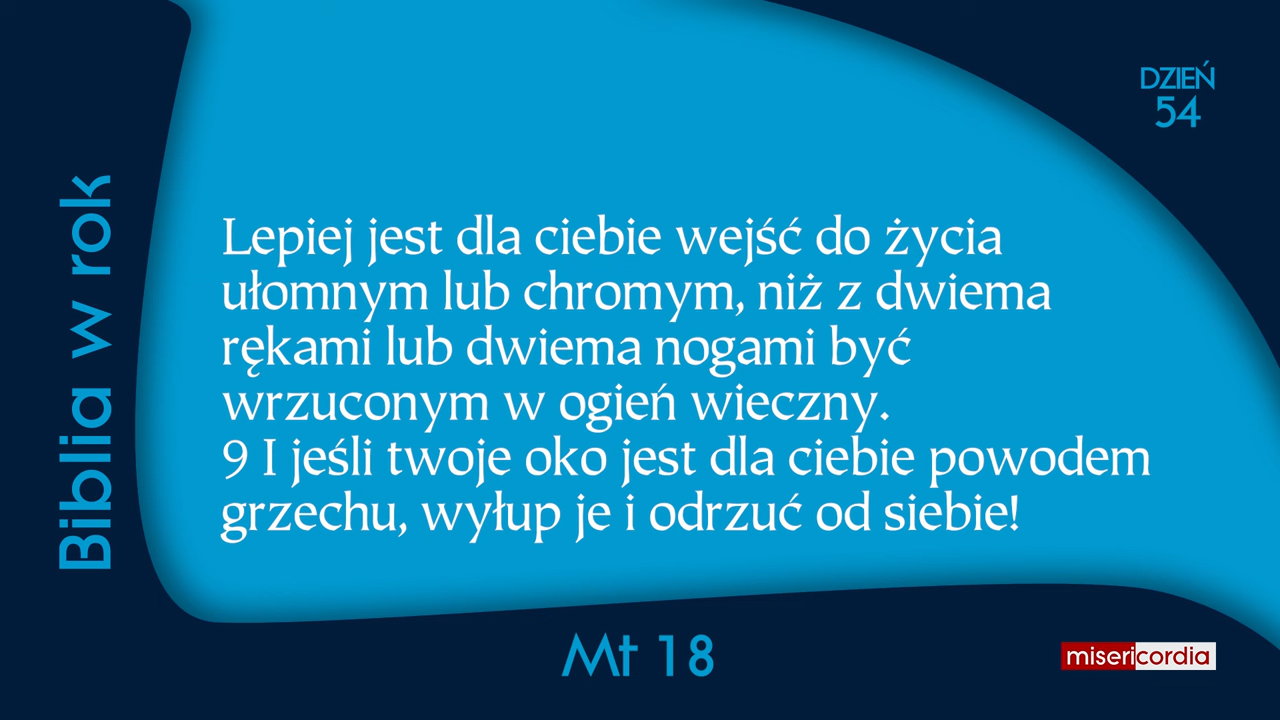 DZIEŃ
54
Biblia w rok
Lepiej jest dla ciebie wejść do życia
ułomnym lub chromym, niż z dwiema
rękami lub dwiema nogami być
wrzuconym w ogień wieczny.
9 I jeśli twoje oko jest dla ciebie powodem
grzechu, wyłup je i odrzuć od siebie!
Mt 18
misericordia